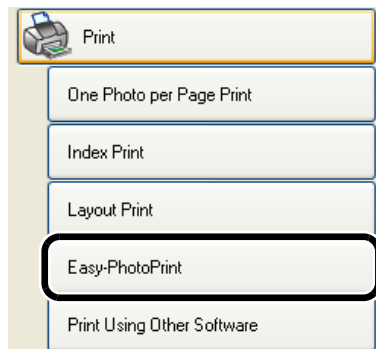 Print
One Photo per Page Print
Index Print
Layout Print
Easy-PhotoPrint
Print Using Other Software